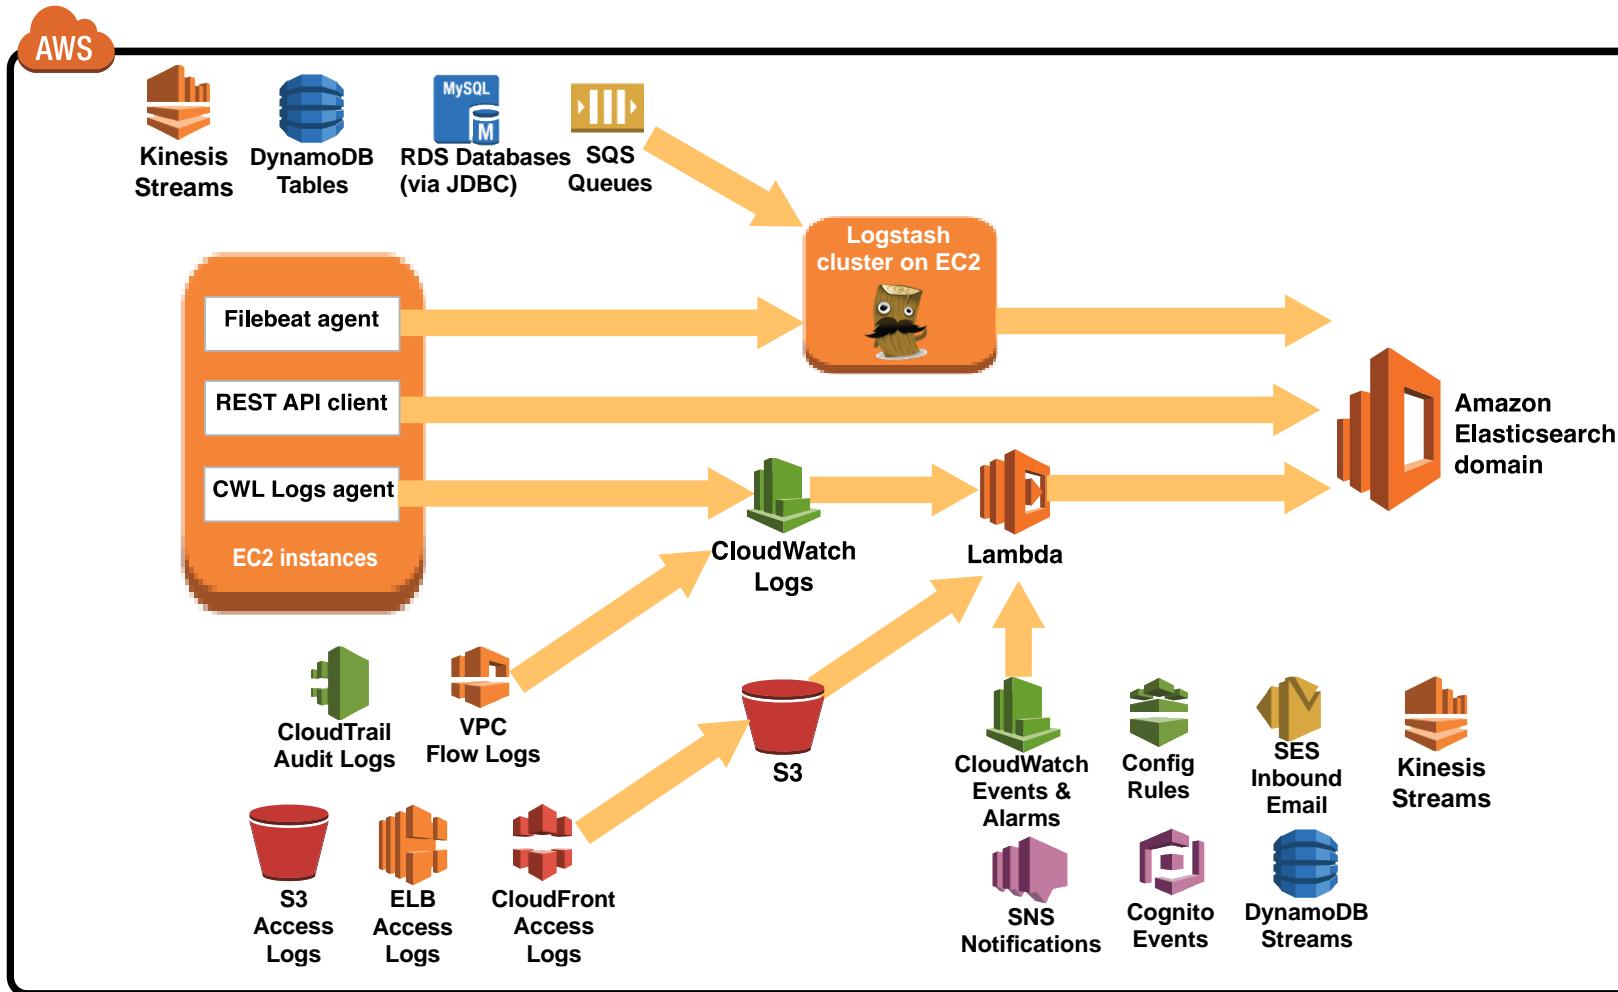 AWS
MySQL
M
Kinesis
Streams
DynamoDB
Tables
RDS Databases
(via JDBC)
SQS
Queues
Logstash
cluster on EC2
Filebeat agent
REST API client
CWL Logs agent
EC2 instances
Amazon
Elasticsearch
domain
CloudWatch
Logs
Lambda
CloudTrail
Audit Logs
VPC
Flow Logs
S3
CloudWatch
Events &
Alarms
Config
Rules
SES
Inbound
Email
Kinesis
Streams
S3
Access
Logs
ELB
Access
Logs
CloudFront
Access
Logs
SNS
Notifications
Cognito
Events
DynamoDB
Streams